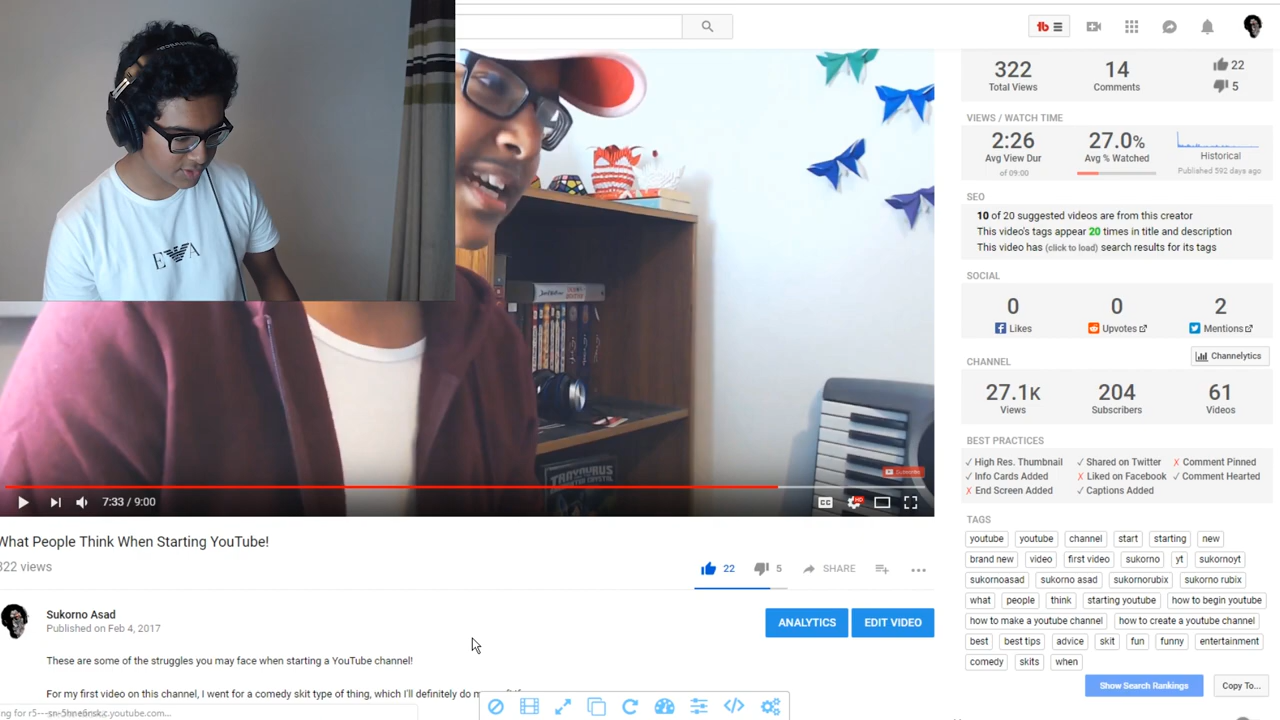 tb
322
Total Views
14
Comments
22
5
VIEWS / WATCH TIME
2:26
Avg View Dur
of 09:00
27.0%
Avg % Watched
Historical
Published 592 days ago
SEO
10 of 20 suggested videos are from this creator
This video's tags appear 20 times in title and description
This video has (click to load) search results for its tags
SOCIAL
0
Likes
0
Upvotes
2
Mentions
CHANNEL
Channelytics
27.1K
Views
204
Subscribers
61
Videos
BEST PRACTICES
High Res. Thumbnail
Shared on Twitter
Comment Pinned
Info Cards Added
Liked on Facebook
Comment Hearted
End Screen Added
Captions Added
TAGS
youtube youtube channel start starting new
brand new video first video sukorno yt sukornoyt
sukornoasad sukorno asad sukornorubix sukorno rubix
what people think starting youtube how to begin youtube
how to make a youtube channel how to create a youtube channel
best best tips advice skit fun funny entertainment
comedy skits when
Show Search Rankings Copy To...
7:33 / 9:00
CC
HD
What People Think When Starting YouTube!
322 views
22
5
SHARE
Sukorno Asad
Published on Feb 4, 2017
ANALYTICS
EDIT VIDEO
These are some of the struggles you may face when starting a YouTube channel!
For my first video on this channel, I went for a comedy skit type of thing, which I'll definitely do